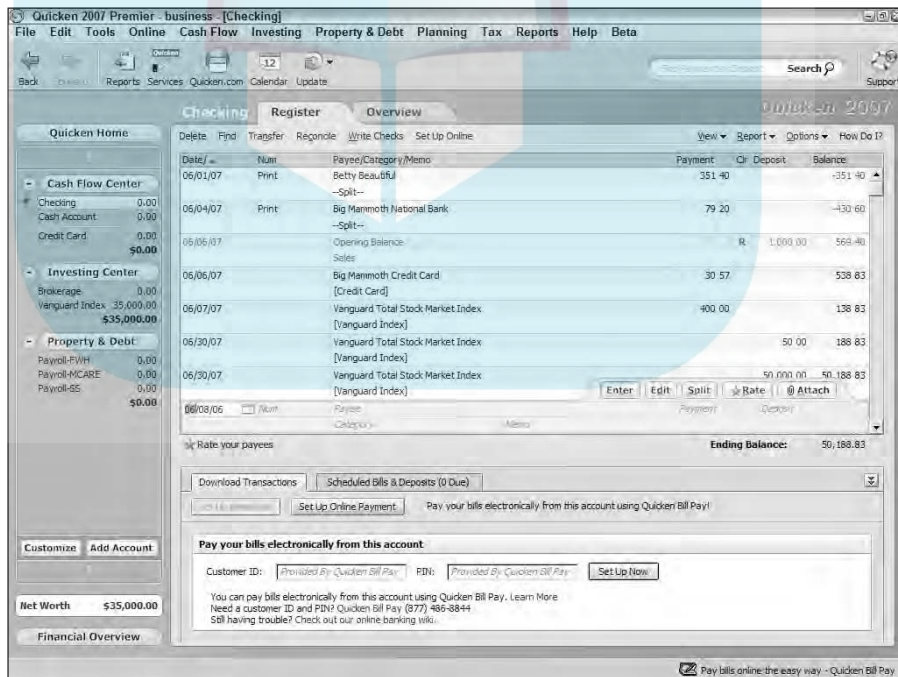 Quicken 2007 Premier - business - [Checking]
File Edit Tools Online Cash Flow Investing Property & Debt Planning Tax Reports Help Beta
Back Reports Services Quicken.com Calendar Update Search Support
Checking Register Overview Quicken 2007
Quicken Home
Delete Find Transfer Reconcile Write Checks Set Up Online View Report Options How Do I?
Date/ Num Payee/Category/Memo Payment Clr Deposit Balance
06/01/07 Print Betty Beautiful 351 40 -351 40
--Split--
06/04/07 Print Big Mammoth National Bank 79 20 -430 60
--Split--
06/06/07 Opening Balance R 1,000 00 569 40
Sales
06/06/07 Big Mammoth Credit Card 30 57 538 83
[Credit Card]
06/07/07 Vanguard Total Stock Market Index 400 00 138 83
[Vanguard Index]
06/30/07 Vanguard Total Stock Market Index 50 00 188 83
[Vanguard Index]
06/30/07 Vanguard Total Stock Market Index 50 000 00 50 188 83
[Vanguard Index] Enter Edit Split Rate Attach
06/08/06 Num Payee Payment Deposit
Category Memo
Rate your payees Ending Balance: 50,188.83
Cash Flow Center
Checking 0.00
Cash Account 0.00
Credit Card 0.00
$0.00
Investing Center
Brokerage 0.00
Vanguard Index 35,000.00
$35,000.00
Property & Debt
Payroll-FWH 0.00
Payroll-MCARE 0.00
Payroll-SS 0.00
$0.00
Customize Add Account
Net Worth $35,000.00
Financial Overview
Download Transactions Scheduled Bills & Deposits (0 Due)
Set Up Online Payment Pay your bills electronically from this account using Quicken Bill Pay!
Pay your bills electronically from this account
Customer ID: Provided By Quicken Bill Pay PIN: Provided By Quicken Bill Pay Set Up Now
You can pay bills electronically from this account using Quicken Bill Pay. Learn More
Need a customer ID and PIN? Quicken Bill Pay (877) 486-8844
Still having trouble? Check out our online banking wiki.
Pay bills online the easy way - Quicken Bill Pay